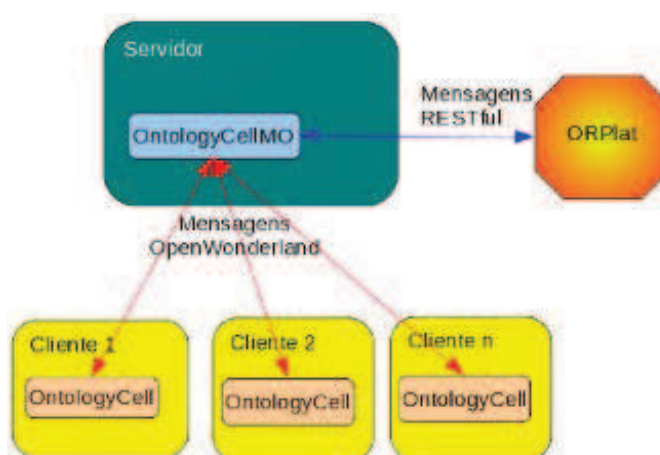 Servidor
OntologyCellMO
Mensagens
RESTful
ORPlat
Mensagens
OpenWonderland
Cliente 1
OntologyCell
Cliente 2
OntologyCell
Cliente n
OntologyCell